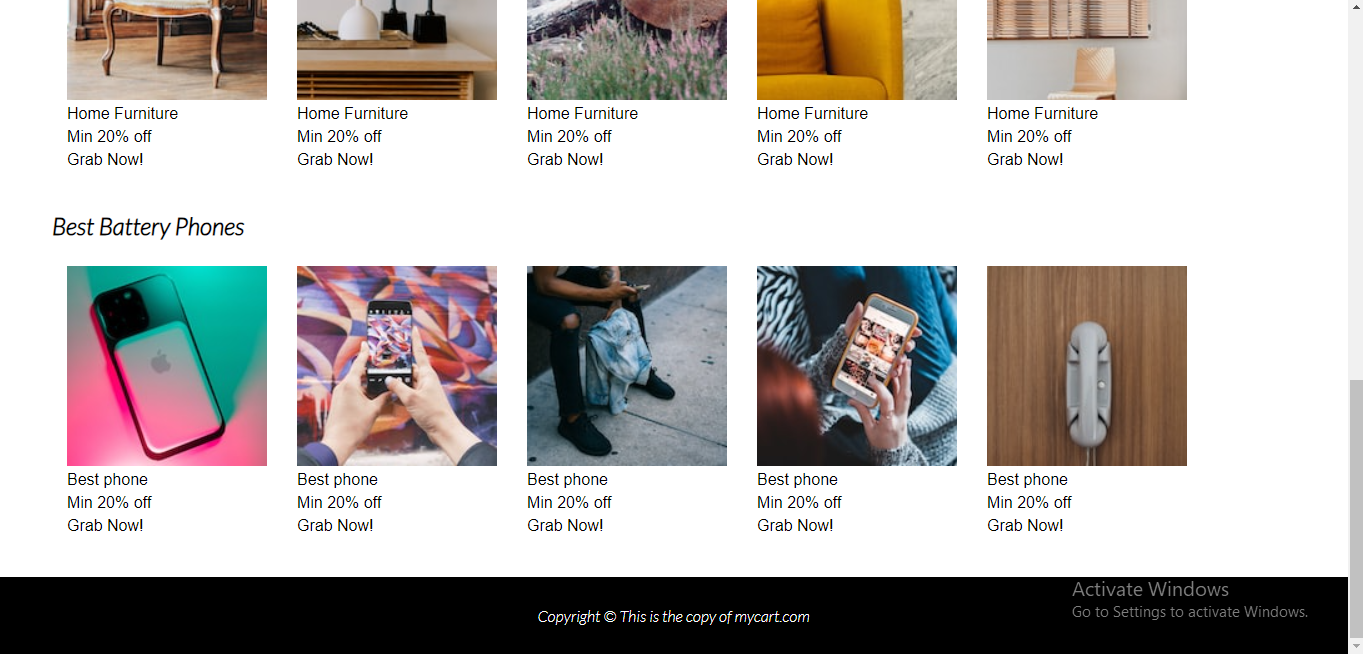 Home Furniture Home Furniture Home Furniture Home Furniture Home Furniture
Min 20% off Min 20% off Min 20% off Min 20% off Min 20% off
Grab Now! Grab Now! Grab Now! Grab Now! Grab Now!
Best Battery Phones
Best phone Best phone Best phone Best phone Best phone
Min 20% off Min 20% off Min 20% off Min 20% off Min 20% off
Grab Now! Grab Now! Grab Now! Grab Now! Grab Now!
Activate Windows
Go to Settings to activate Windows.
Copyright © This is the copy of mycart.com